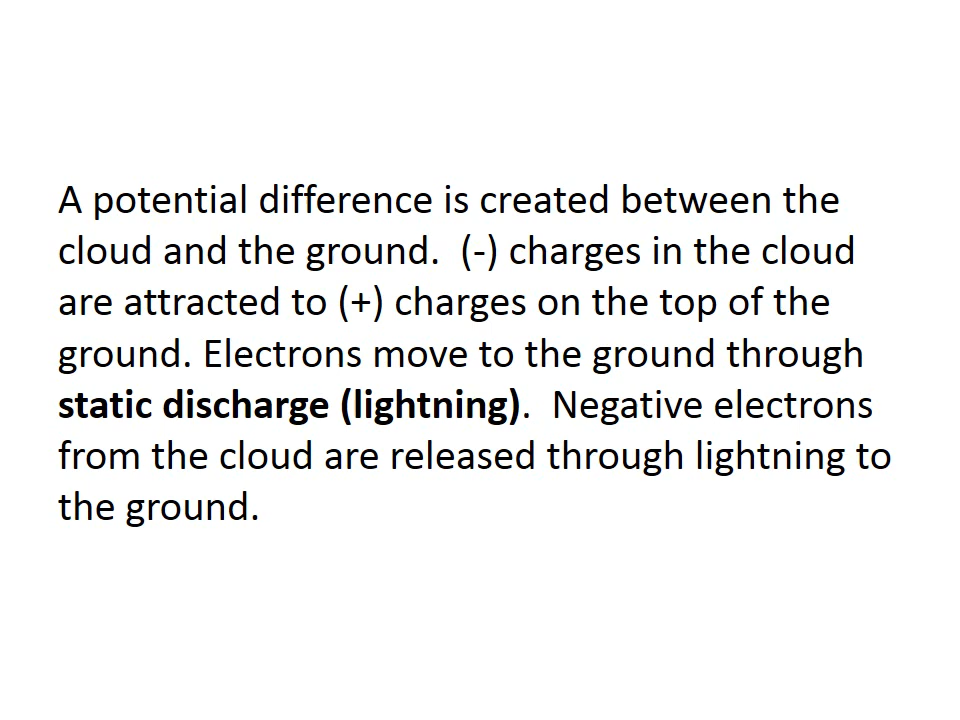 A potential difference is created between the
cloud and the ground.  (-) charges in the cloud
are attracted to (+) charges on the top of the
ground. Electrons move to the ground through
static discharge (lightning).  Negative electrons
from the cloud are released through lightning to
the ground.